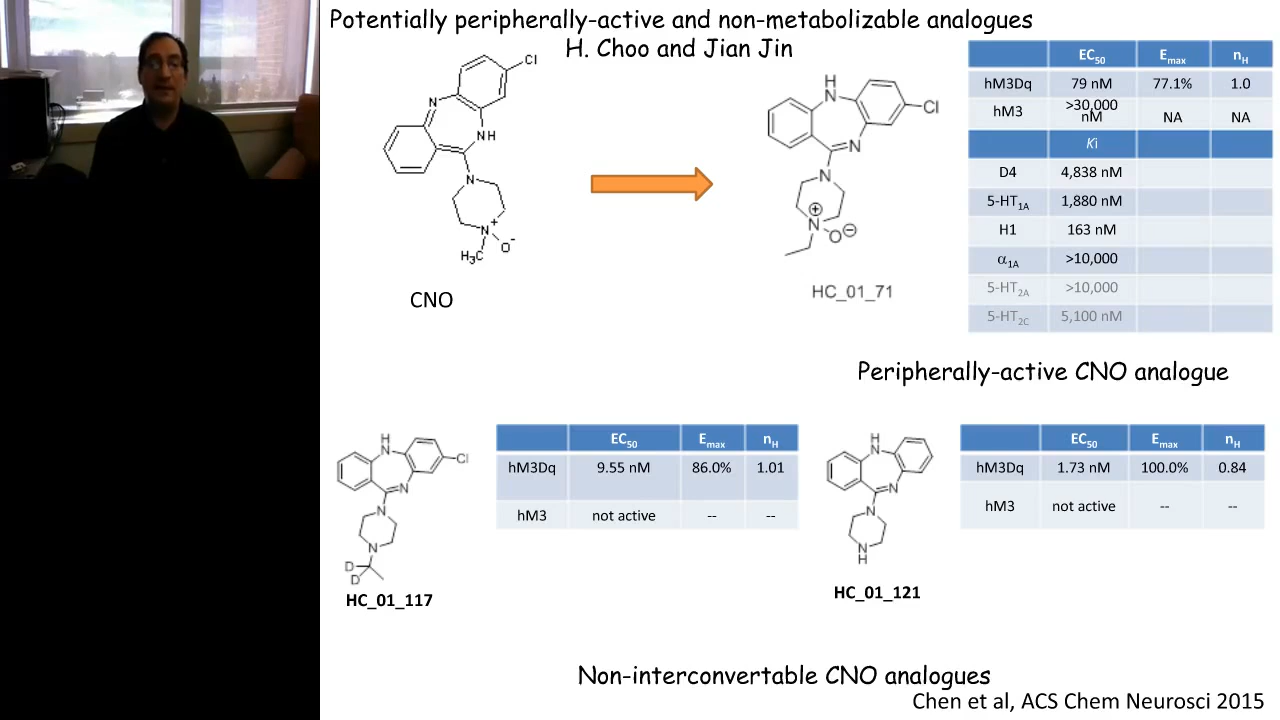 Potentially peripherally-active and non-metabolizable analogues
H. Choo and Jian Jin
Cl
N
NH
N
N
+
H₃C
O⁻
CNO
H
N
Cl
N
N
⊕
N
O⊖
HC_01_71
EC50 Emax nH
hM3Dq 79 nM 77.1% 1.0
hM3 >30,000 nM NA NA
Ki
D4 4,838 nM
5-HT1A 1,880 nM
H1 163 nM
α1A >10,000
5-HT2A >10,000
5-HT2C 5,100 nM
Peripherally-active CNO analogue
H
N
Cl
N
N
N
D
D
HC_01_117
EC50 Emax nH
hM3Dq 9.55 nM 86.0% 1.01
hM3 not active -- --
H
N
N
N
N
H
HC_01_121
EC50 Emax nH
hM3Dq 1.73 nM 100.0% 0.84
hM3 not active -- --
Non-interconvertable CNO analogues
Chen et al, ACS Chem Neurosci 2015